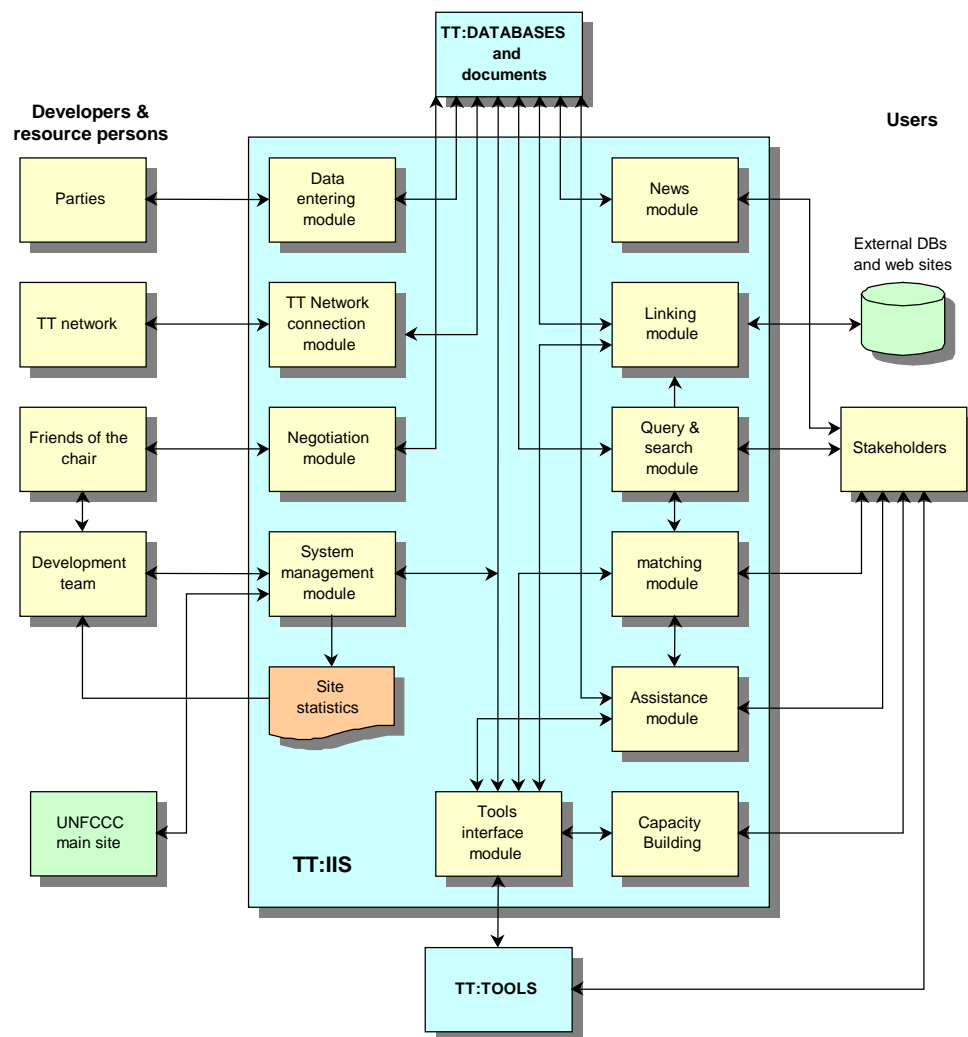 TT:DATABASES
and
documents
Developers &
resource persons
Users
Parties
Data
entering
module
News
module
External DBs
and web sites
TT network
TT Network
connection
module
Linking
module
Friends of the
chair
Negotiation
module
Query &
search
module
Stakeholders
Development
team
System
management
module
matching
module
Site
statistics
Assistance
module
UNFCCC
main site
Tools
interface
module
Capacity
Building
TT:IIS
TT:TOOLS